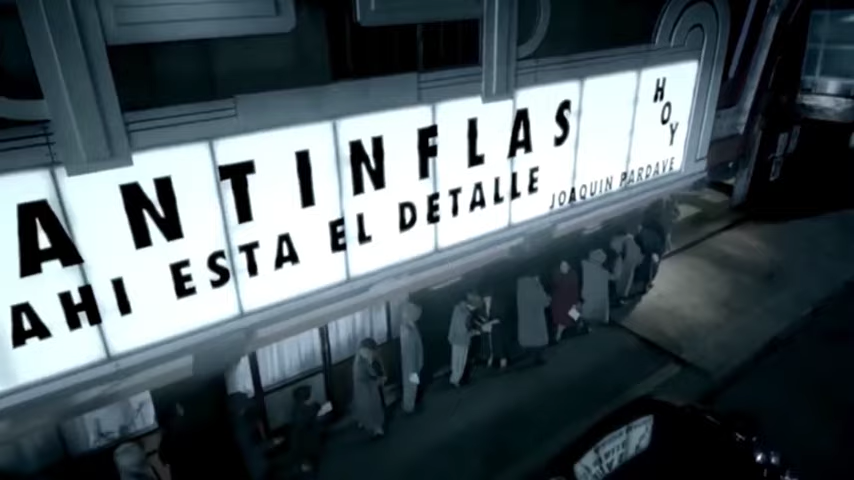 ANTINFLAS
AHI ESTA EL DETALLE
JOAQUIN PARDAVE
HOY